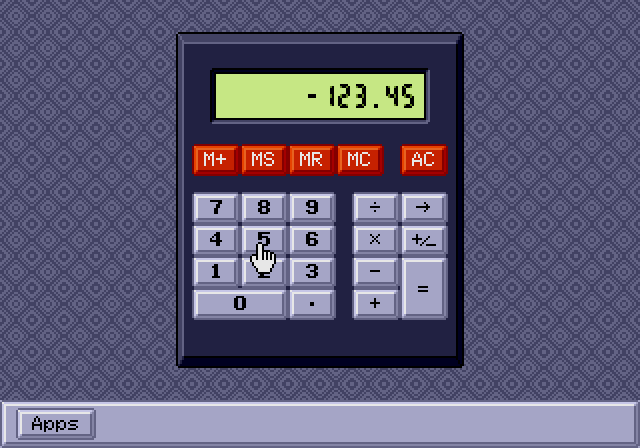 -123.45
M+ MS MR MC AC
7 8 9 ÷ →
4 5 6 × +/−
1 3 − =
0 . +
Apps